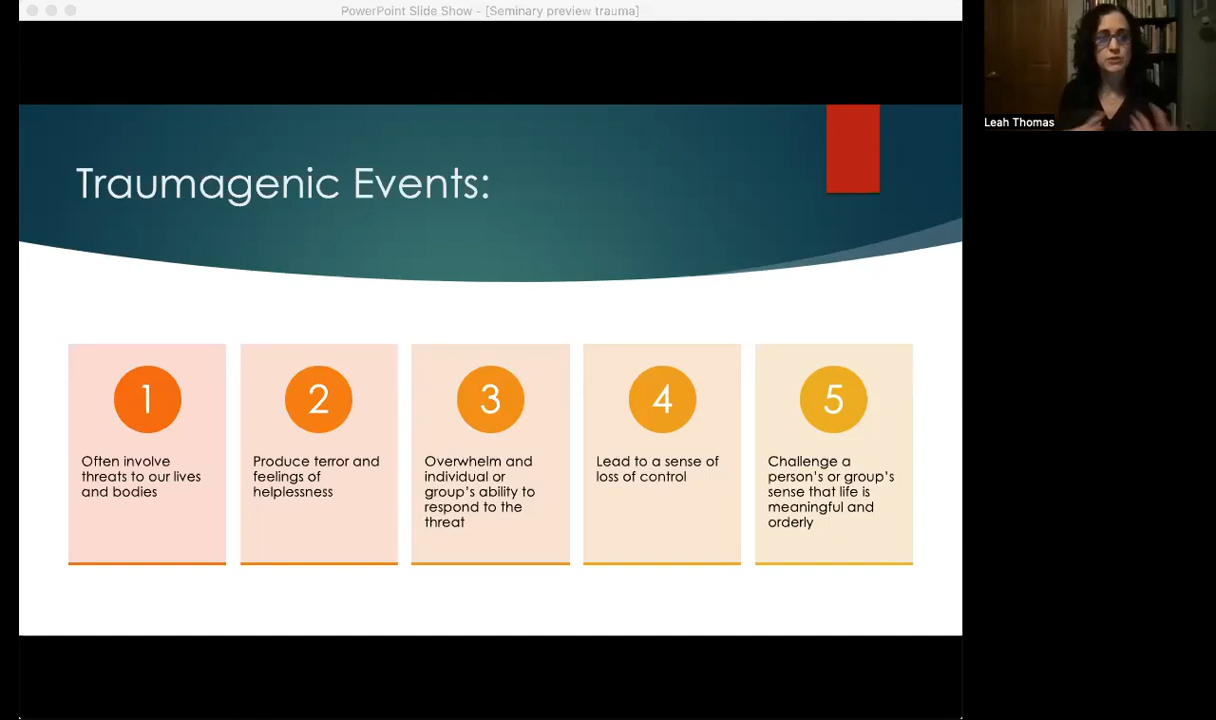 PowerPoint Slide Show - [Seminary preview trauma]
Leah Thomas
Traumagenic Events:
1
Often involve
threats to our lives
and bodies
2
Produce terror and
feelings of
helplessness
3
Overwhelm and
individual or
group's ability to
respond to the
threat
4
Lead to a sense of
loss of control
5
Challenge a
person's or group's
sense that life is
meaningful and
orderly